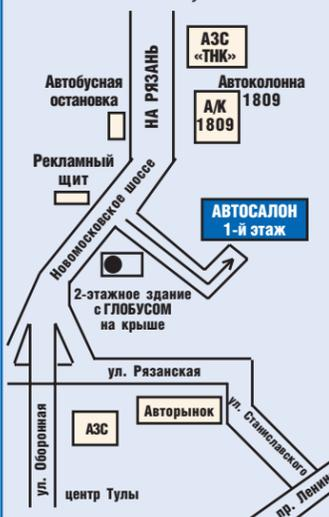 АЗС
«ТНК»
НА РЯЗАНЬ
Автобусная
остановка
Автоколонна
1809
А/К
1809
Рекламный
щит
Новомосковское шоссе
АВТОСАЛОН
1-й этаж
2-этажное здание
с ГЛОБУСОМ
на крыше
ул. Рязанская
ул. Оборонная
АЗС
Авторынок
ул. Станиславского
центр Тулы
пр. Ленин